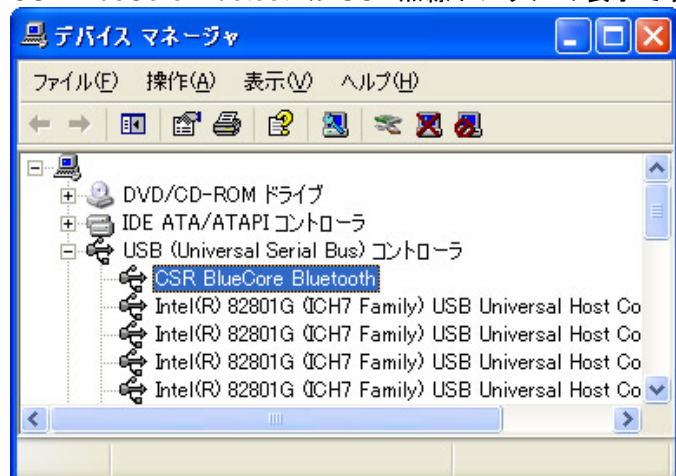 デバイス マネージャ
ファイル(F) 操作(A) 表示(V) ヘルプ(H)
DVD/CD-ROM ドライブ
IDE ATA/ATAPI コントローラ
USB (Universal Serial Bus) コントローラ
CSR BlueCore Bluetooth
Intel(R) 82801G (ICH7 Family) USB Universal Host Co
Intel(R) 82801G (ICH7 Family) USB Universal Host Co
Intel(R) 82801G (ICH7 Family) USB Universal Host Co
Intel(R) 82801G (ICH7 Family) USB Universal Host Co